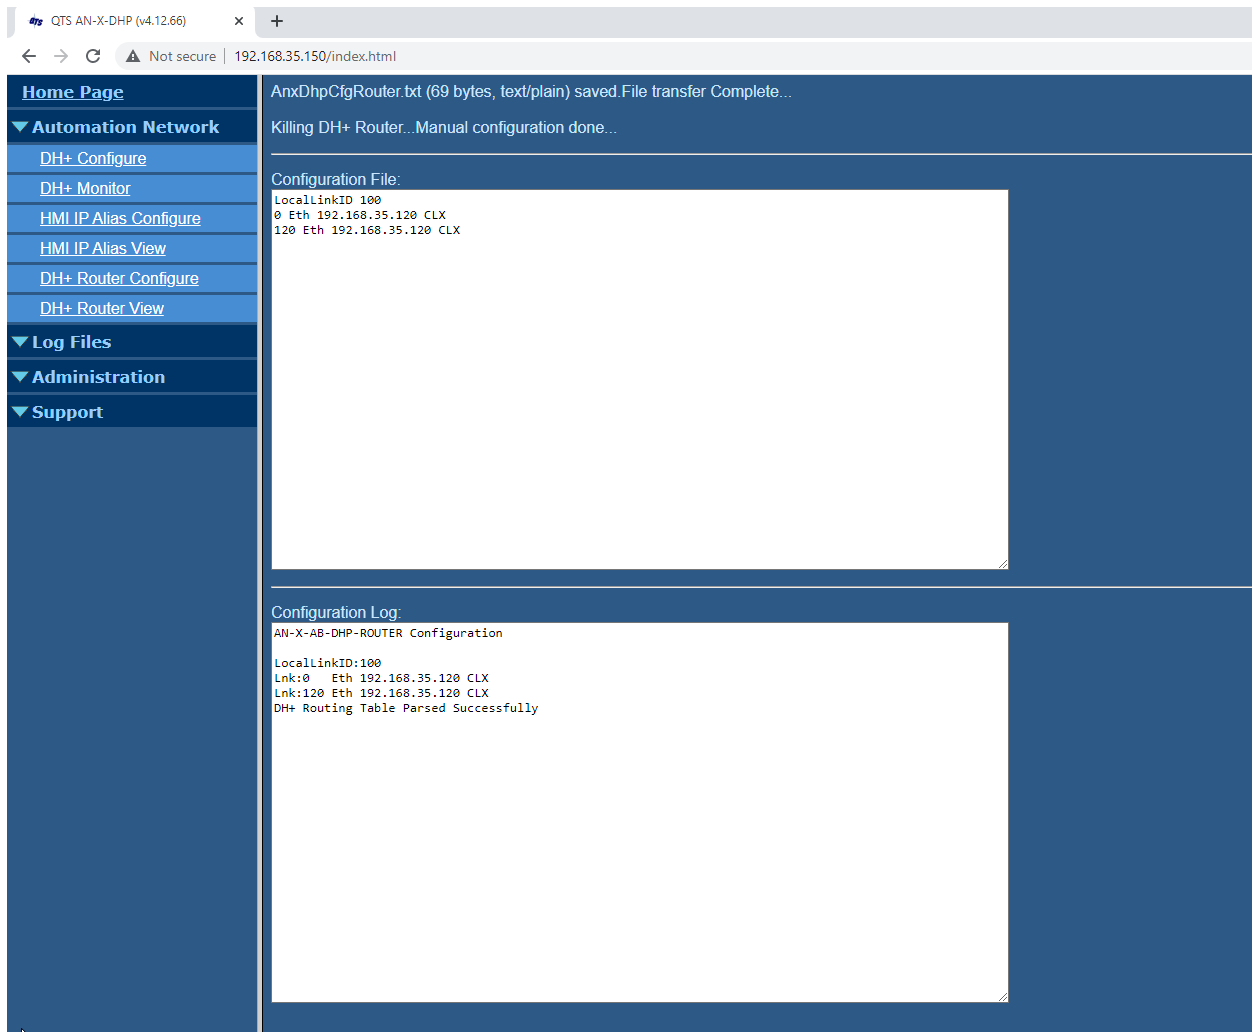 QTS AN-X-DHP (v4.12.66)
Not secure
192.168.35.150/index.html
Home Page
Automation Network
DH+ Configure
DH+ Monitor
HMI IP Alias Configure
HMI IP Alias View
DH+ Router Configure
DH+ Router View
Log Files
Administration
Support
AnxDhpCfgRouter.txt (69 bytes, text/plain) saved.File transfer Complete...
Killing DH+ Router...Manual configuration done...
Configuration File:
LocalLinkID 100
0 Eth 192.168.35.120 CLX
120 Eth 192.168.35.120 CLX
Configuration Log:
AN-X-AB-DHP-ROUTER Configuration
LocalLinkID:100
Lnk:0   Eth 192.168.35.120 CLX
Lnk:120 Eth 192.168.35.120 CLX
DH+ Routing Table Parsed Successfully